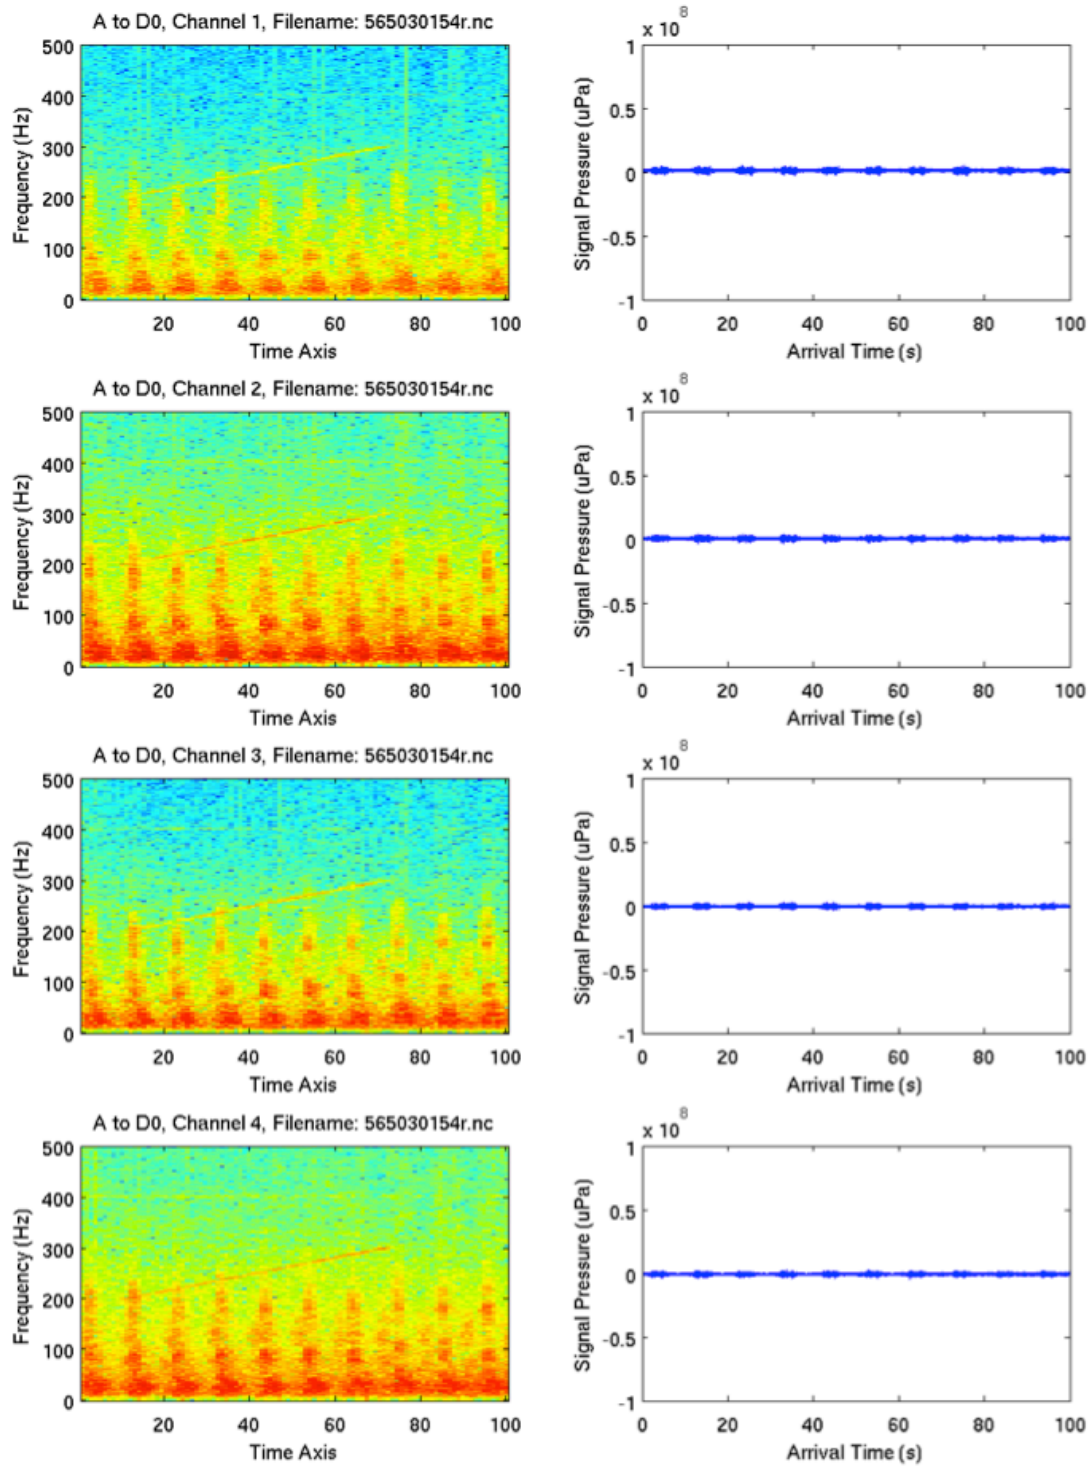 A to D0, Channel 1, Filename: 565030154r.nc
500
400
300
200
100
0
Frequency (Hz)
20 40 60 80 100
Time Axis
x 10^8
1
0.5
0
-0.5
-1
Signal Pressure (uPa)
0 20 40 60 80 100
Arrival Time (s)
A to D0, Channel 2, Filename: 565030154r.nc
500
400
300
200
100
0
Frequency (Hz)
20 40 60 80 100
Time Axis
x 10^8
1
0.5
0
-0.5
-1
Signal Pressure (uPa)
0 20 40 60 80 100
Arrival Time (s)
A to D0, Channel 3, Filename: 565030154r.nc
500
400
300
200
100
0
Frequency (Hz)
20 40 60 80 100
Time Axis
x 10^8
1
0.5
0
-0.5
-1
Signal Pressure (uPa)
0 20 40 60 80 100
Arrival Time (s)
A to D0, Channel 4, Filename: 565030154r.nc
500
400
300
200
100
0
Frequency (Hz)
20 40 60 80 100
Time Axis
x 10^8
1
0.5
0
-0.5
-1
Signal Pressure (uPa)
0 20 40 60 80 100
Arrival Time (s)